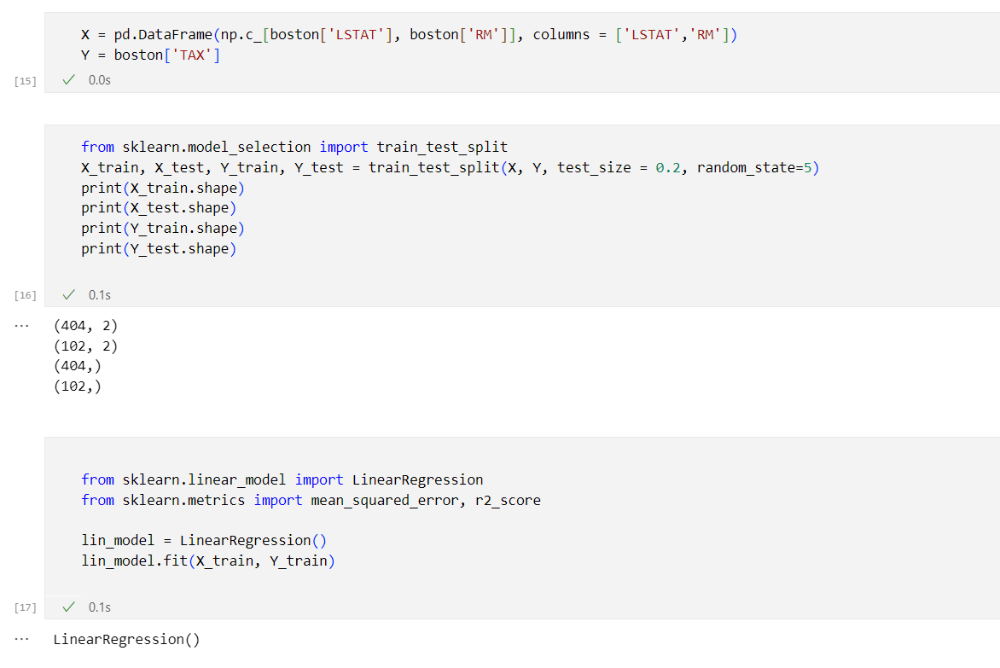 X = pd.DataFrame(np.c_[boston['LSTAT'], boston['RM']], columns = ['LSTAT','RM'])
Y = boston['TAX']
[15] ✓ 0.0s
from sklearn.model_selection import train_test_split
X_train, X_test, Y_train, Y_test = train_test_split(X, Y, test_size = 0.2, random_state=5)
print(X_train.shape)
print(X_test.shape)
print(Y_train.shape)
print(Y_test.shape)
[16] ✓ 0.1s
... (404, 2)
(102, 2)
(404,)
(102,)
from sklearn.linear_model import LinearRegression
from sklearn.metrics import mean_squared_error, r2_score
lin_model = LinearRegression()
lin_model.fit(X_train, Y_train)
[17] ✓ 0.1s
... LinearRegression()